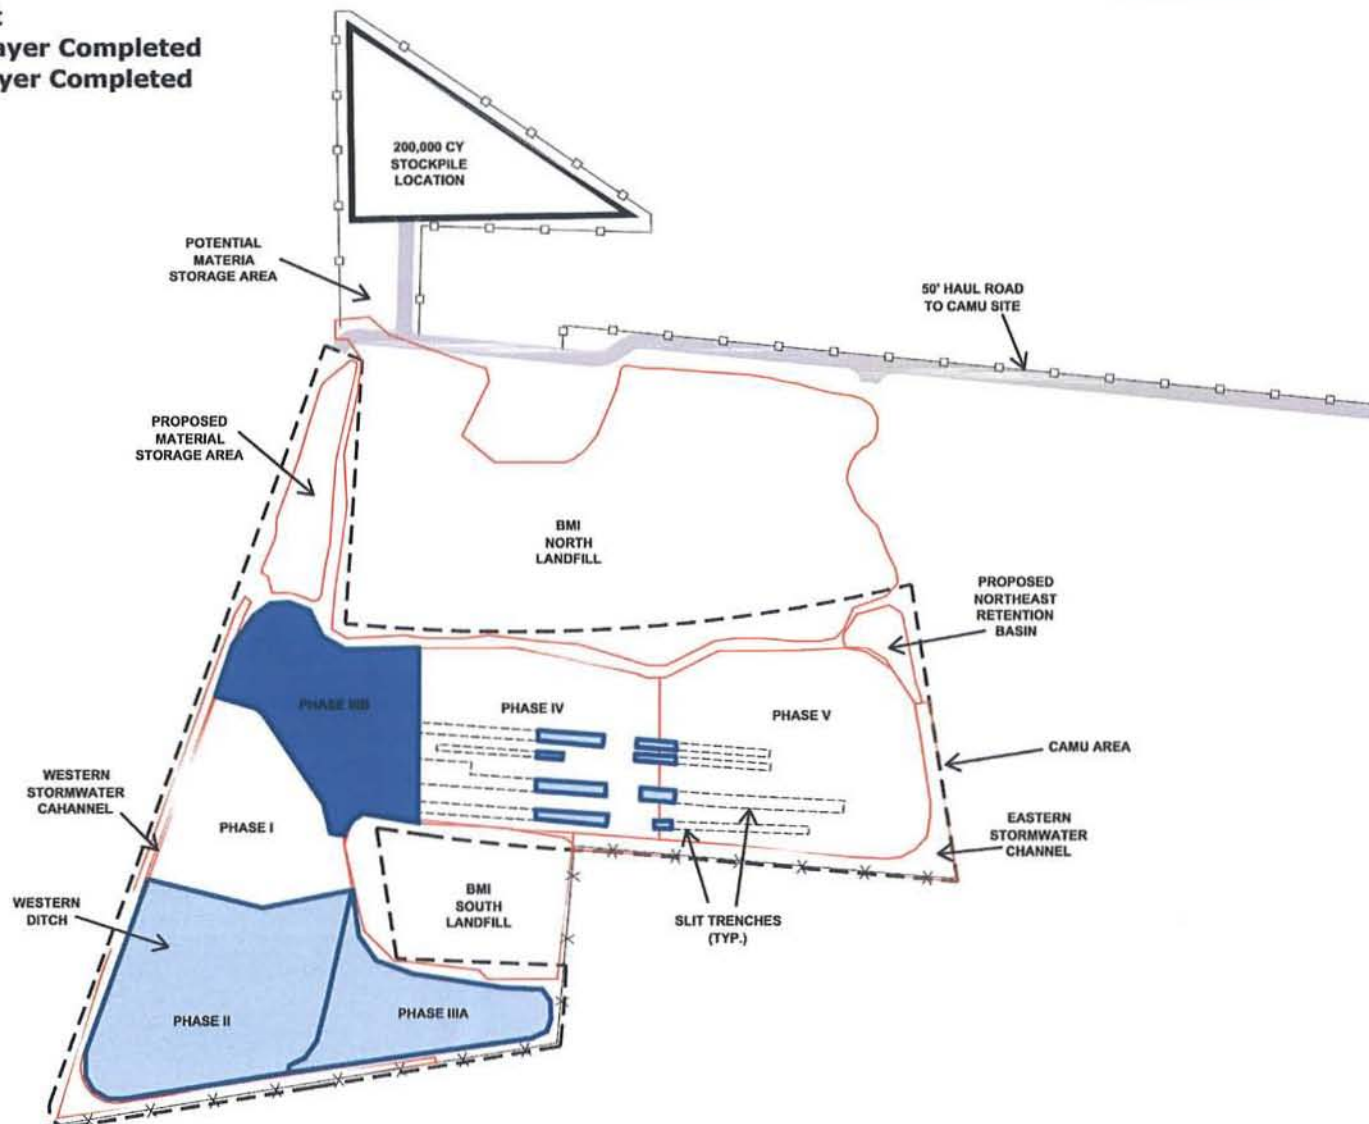 ayer Completed
yer Completed
200,000 CY
STOCKPILE
LOCATION
POTENTIAL
MATERIA
STORAGE AREA
50' HAUL ROAD
TO CAMU SITE
PROPOSED
MATERIAL
STORAGE AREA
BMI
NORTH
LANDFILL
PROPOSED
NORTHEAST
RETENTION
BASIN
PHASE IIIB
PHASE IV
PHASE V
CAMU AREA
WESTERN
STORMWATER
CAHANNEL
PHASE I
EASTERN
STORMWATER
CHANNEL
BMI
SOUTH
LANDFILL
SLIT TRENCHES
(TYP.)
WESTERN
DITCH
PHASE II
PHASE IIIA